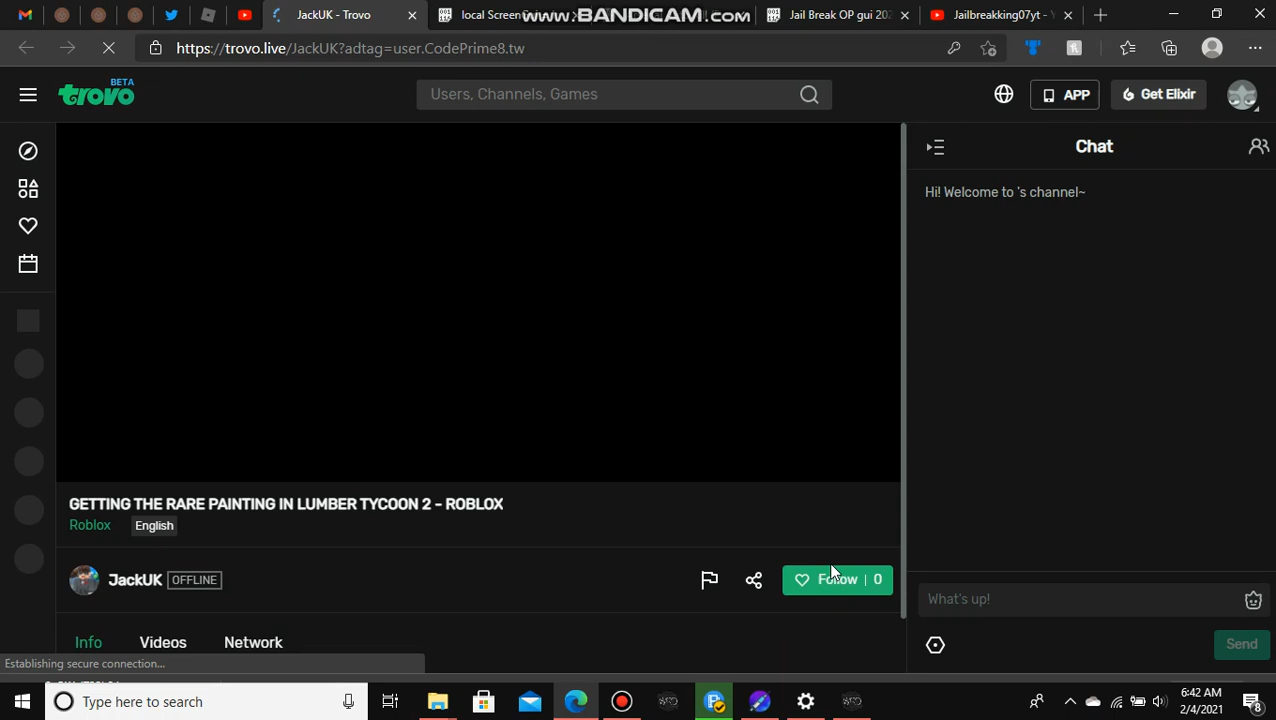 www.BANDICAM.com
JackUK - Trovo
local Screen
Jail Break OP gui 202
Jailbreakking07yt -
https://trovo.live/JackUK?adtag=user.CodePrime8.tw
trovo
BETA
Users, Channels, Games
APP
Get Elixir
Chat
Hi! Welcome to 's channel~
GETTING THE RARE PAINTING IN LUMBER TYCOON 2 - ROBLOX
Roblox English
JackUK OFFLINE
Follow | 0
What's up!
Info Videos Network
Send
Establishing secure connection...
Type here to search
6:42 AM
2/4/2021
8